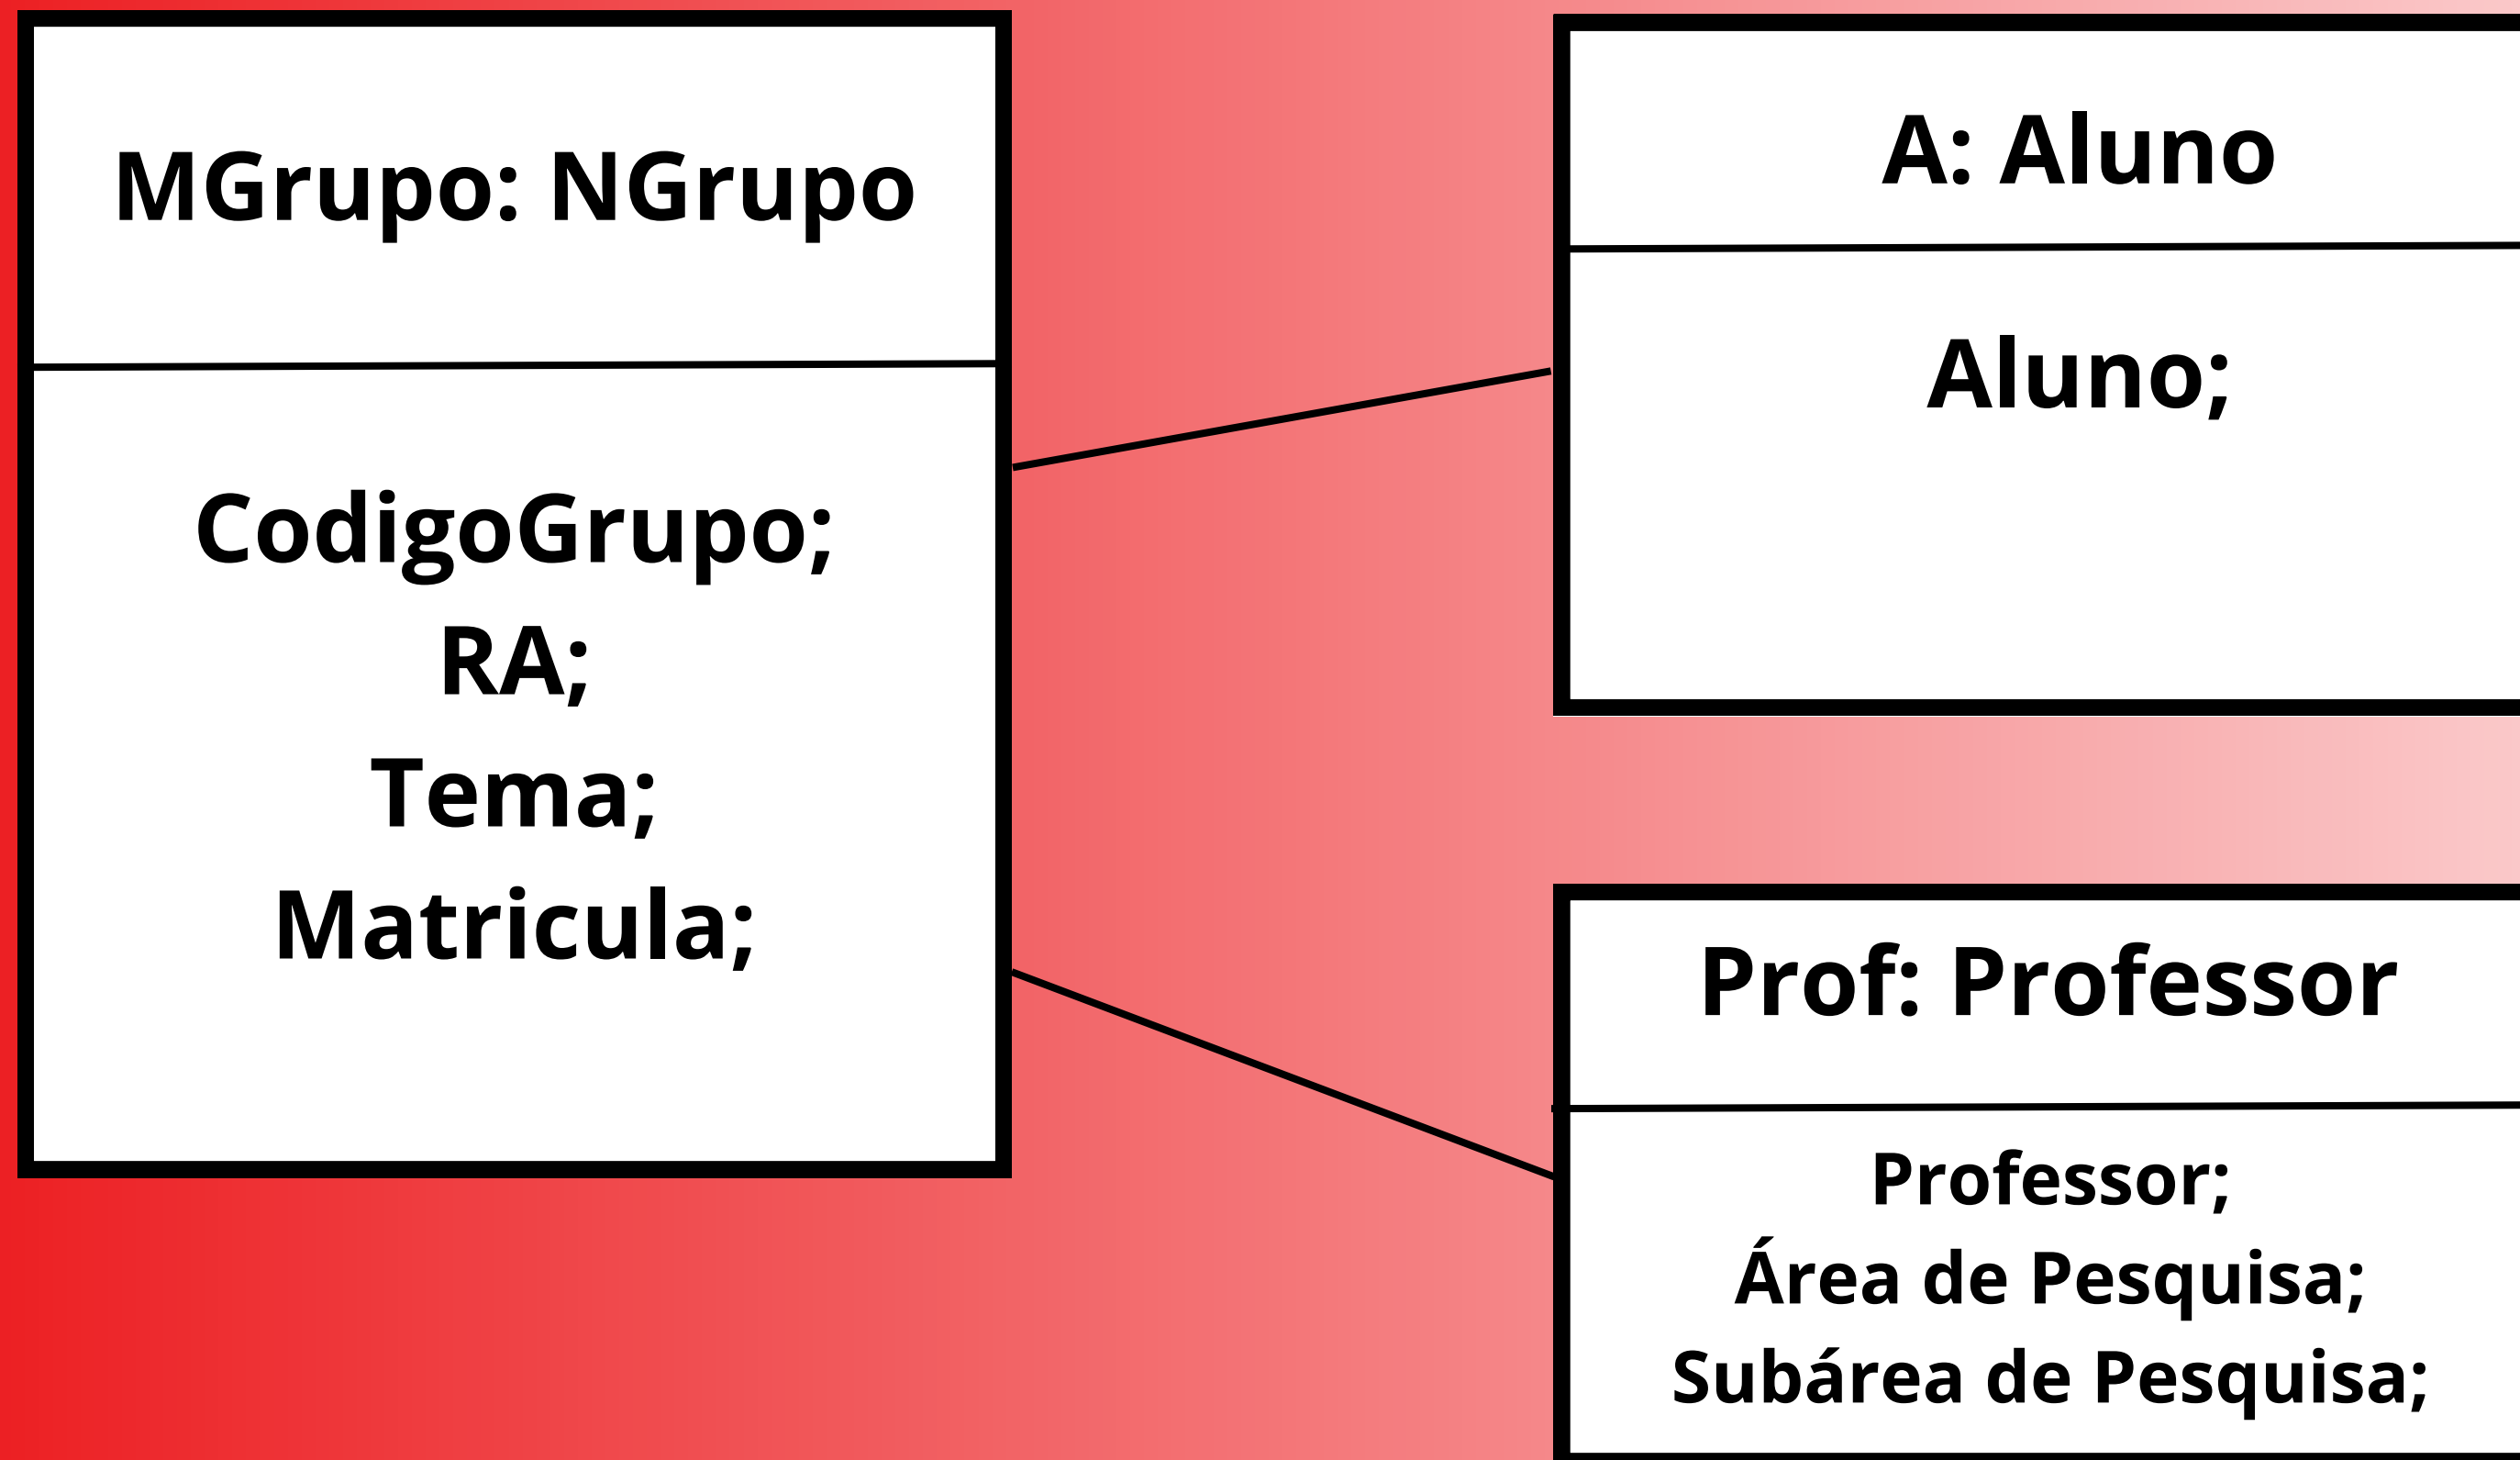 MGrupo: NGrupo
CodigoGrupo;
RA;
Tema;
Matricula;
A: Aluno
Aluno;
Prof: Professor
Professor;
Área de Pesquisa;
Subárea de Pesquisa;